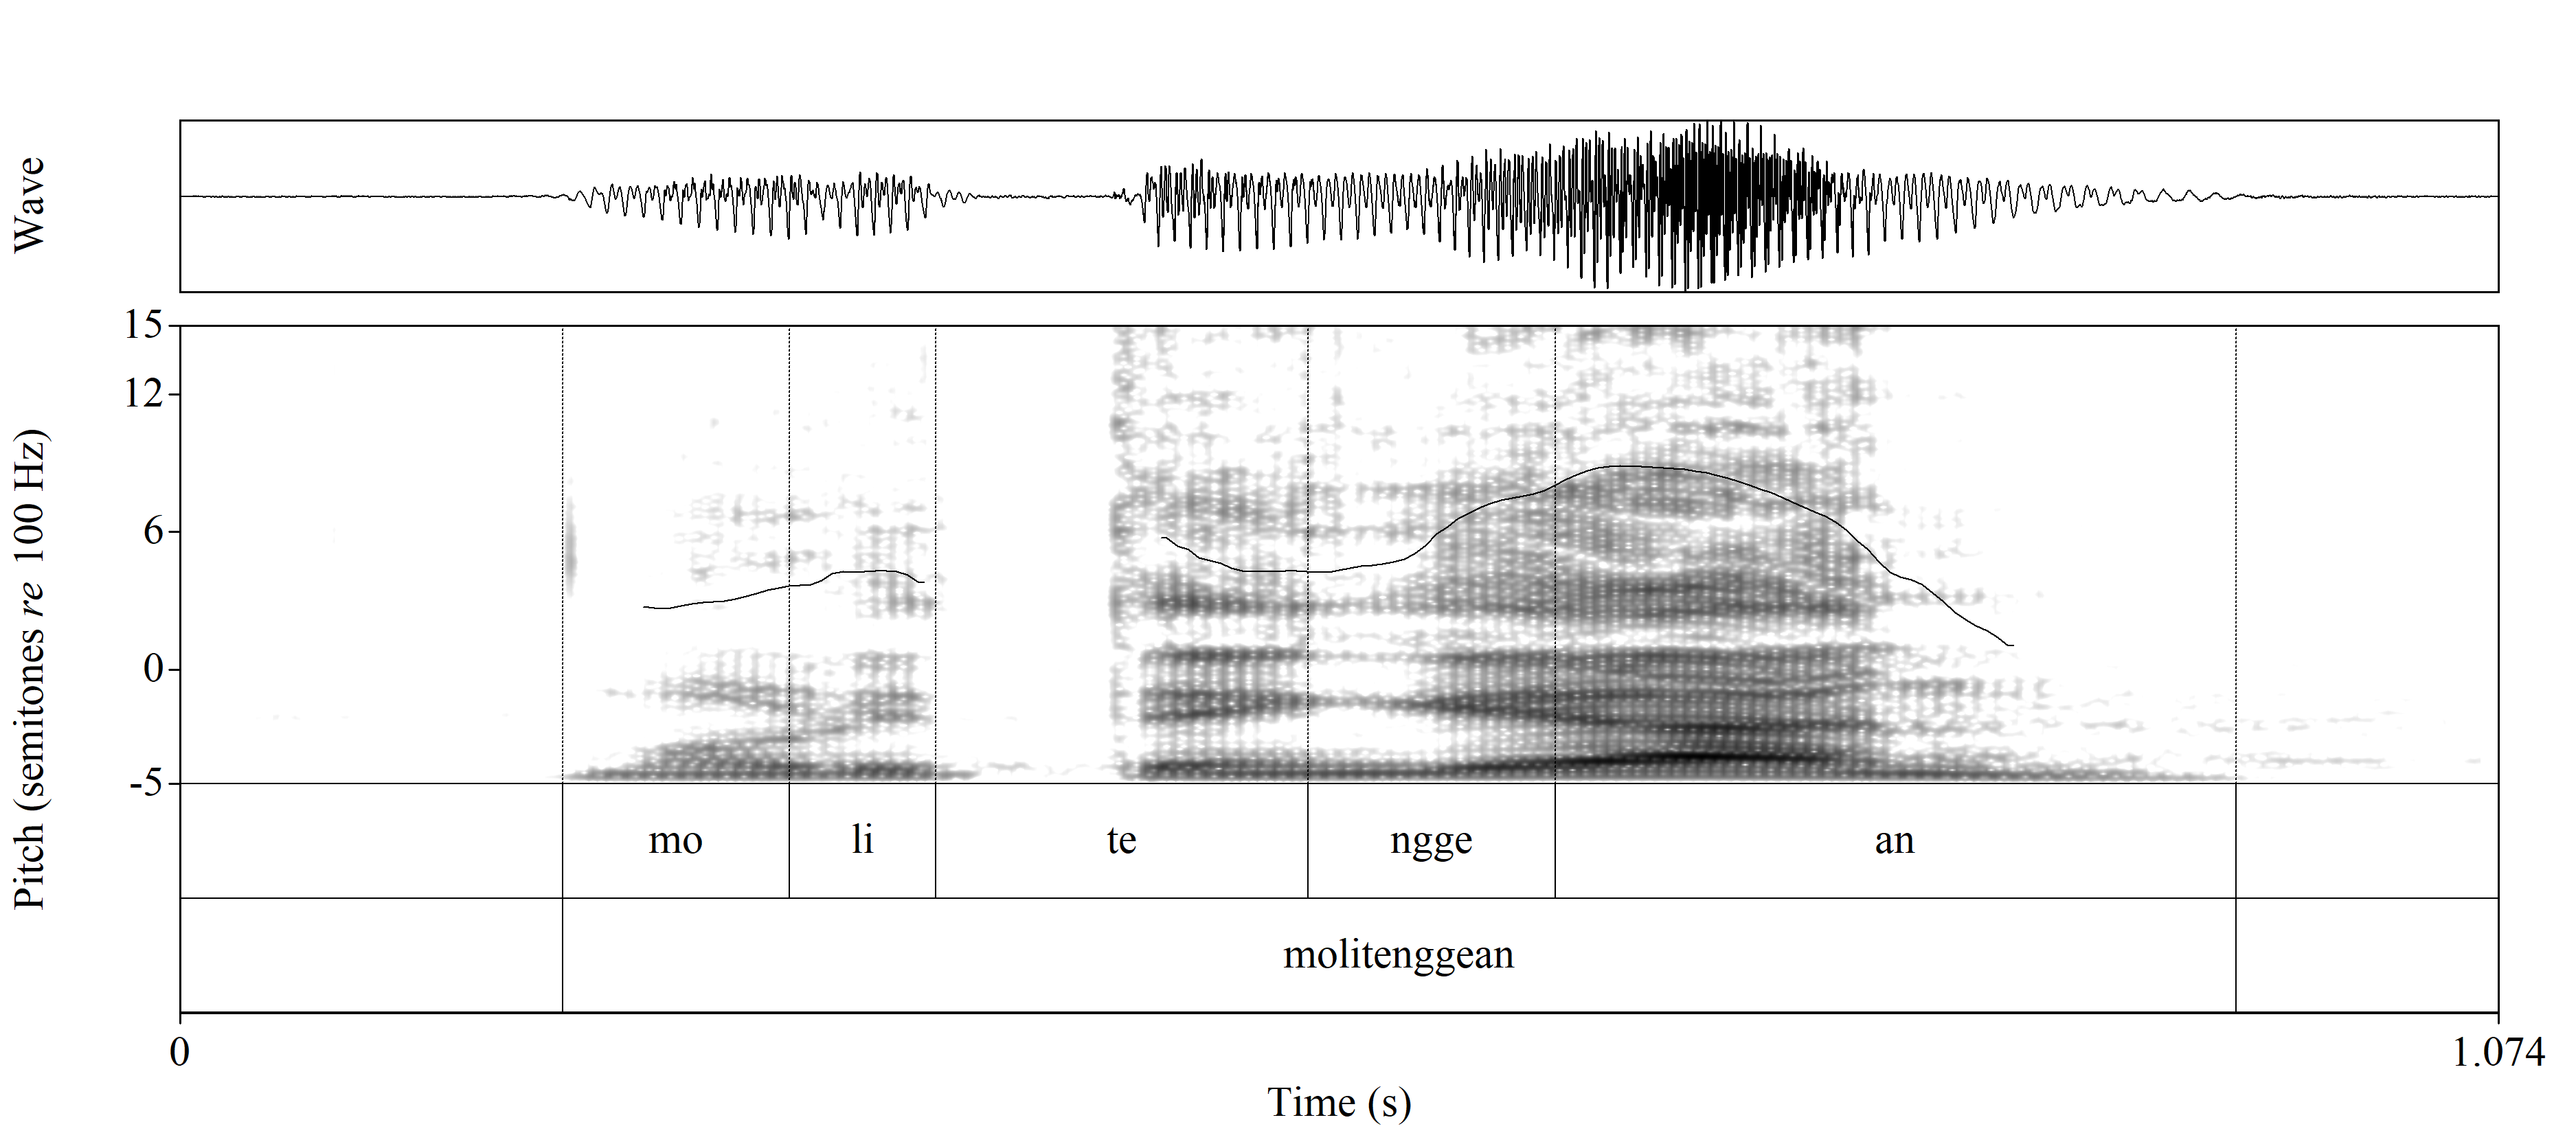 Wave
Pitch (semitones re 100 Hz)
15
12
6
0
-5
mo li te ngge an
molitenggean
0 1.074
Time (s)